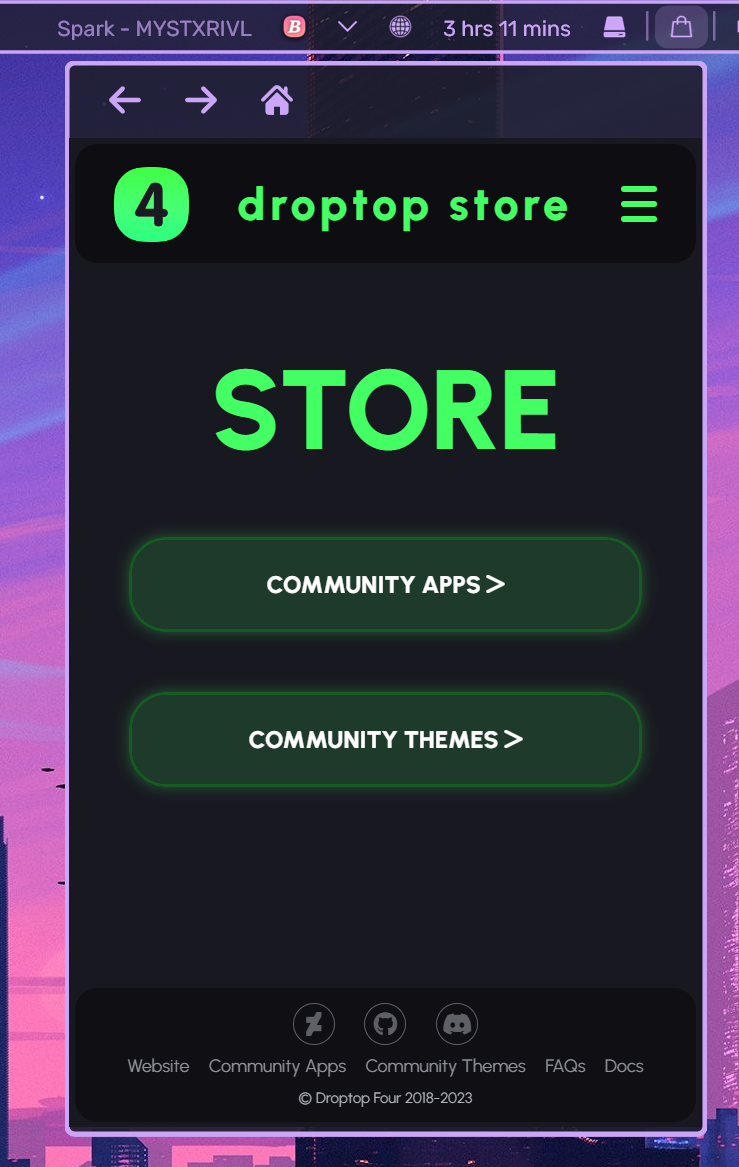 Spark - MYSTXRIVL B 3 hrs 11 mins
4 droptop store
STORE
COMMUNITY APPS >
COMMUNITY THEMES >
Website Community Apps Community Themes FAQs Docs
© Droptop Four 2018-2023